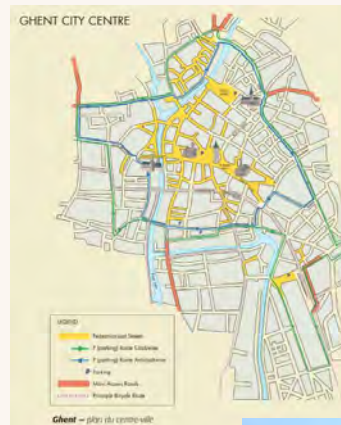 GHENT CITY CENTRE
LEGEND
Pedestrianised Streets
P (parking) Route Clockwise
P (parking) Route Anticlockwise
P Parking
Main Access Roads
Principle Bicycle Route
Ghent – plan du centre-ville